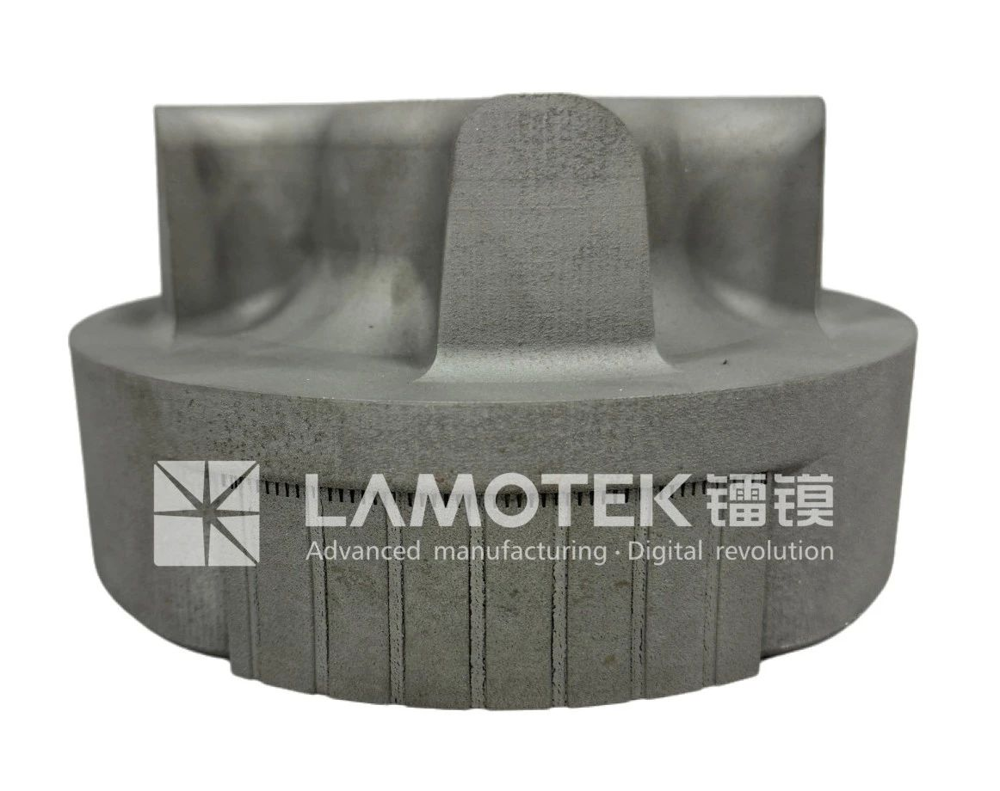 LAMOTEK 镭镆
Advanced manufacturing · Digital revolution